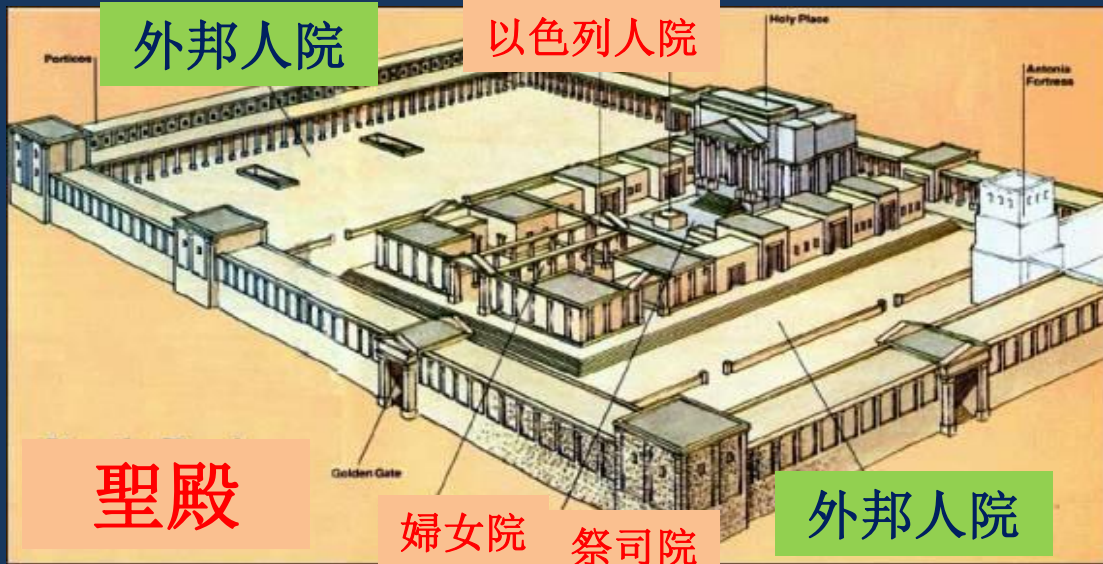 外邦人院
以色列人院
Holy Place
Porticos
Antonia
Fortress
聖殿
Golden Gate
婦女院
祭司院
外邦人院